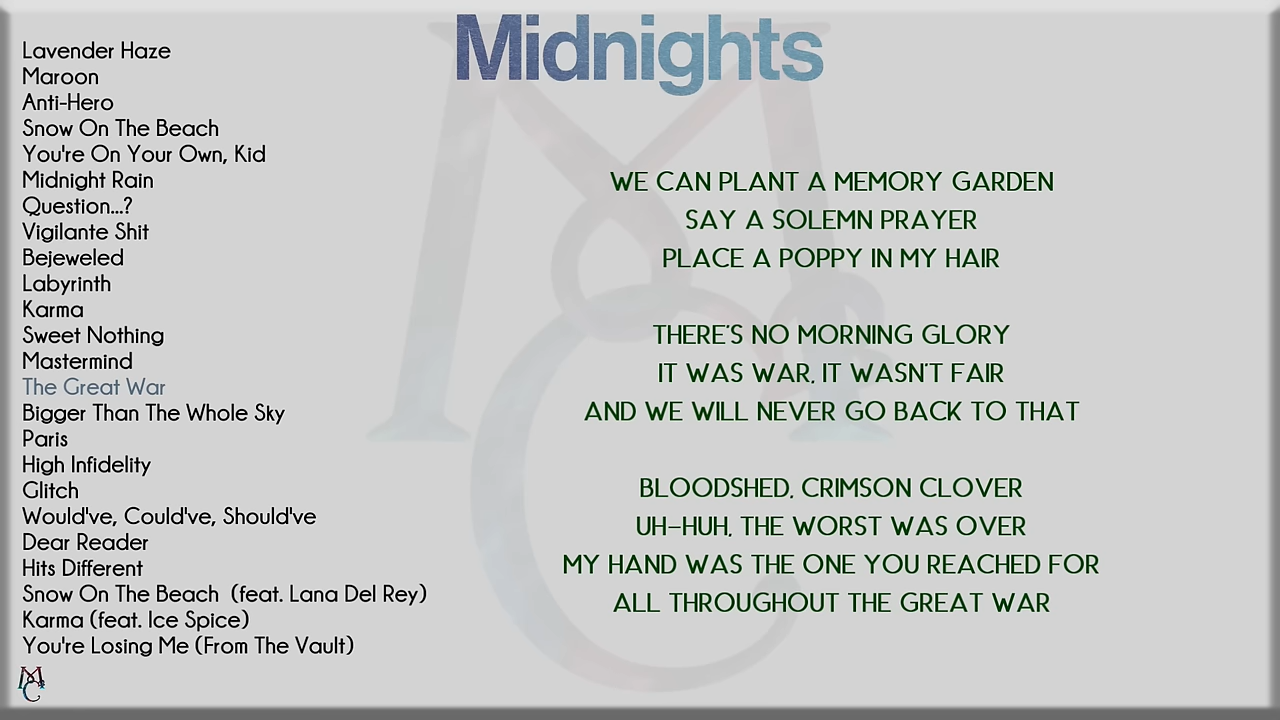 Midnights
Lavender Haze
Maroon
Anti-Hero
Snow On The Beach
You're On Your Own, Kid
Midnight Rain
Question...?
Vigilante Shit
Bejeweled
Labyrinth
Karma
Sweet Nothing
Mastermind
The Great War
Bigger Than The Whole Sky
Paris
High Infidelity
Glitch
Would've, Could've, Should've
Dear Reader
Hits Different
Snow On The Beach (feat. Lana Del Rey)
Karma (feat. Ice Spice)
You're Losing Me (From The Vault)
WE CAN PLANT A MEMORY GARDEN
SAY A SOLEMN PRAYER
PLACE A POPPY IN MY HAIR
THERE'S NO MORNING GLORY
IT WAS WAR, IT WASN'T FAIR
AND WE WILL NEVER GO BACK TO THAT
BLOODSHED, CRIMSON CLOVER
UH-HUH, THE WORST WAS OVER
MY HAND WAS THE ONE YOU REACHED FOR
ALL THROUGHOUT THE GREAT WAR